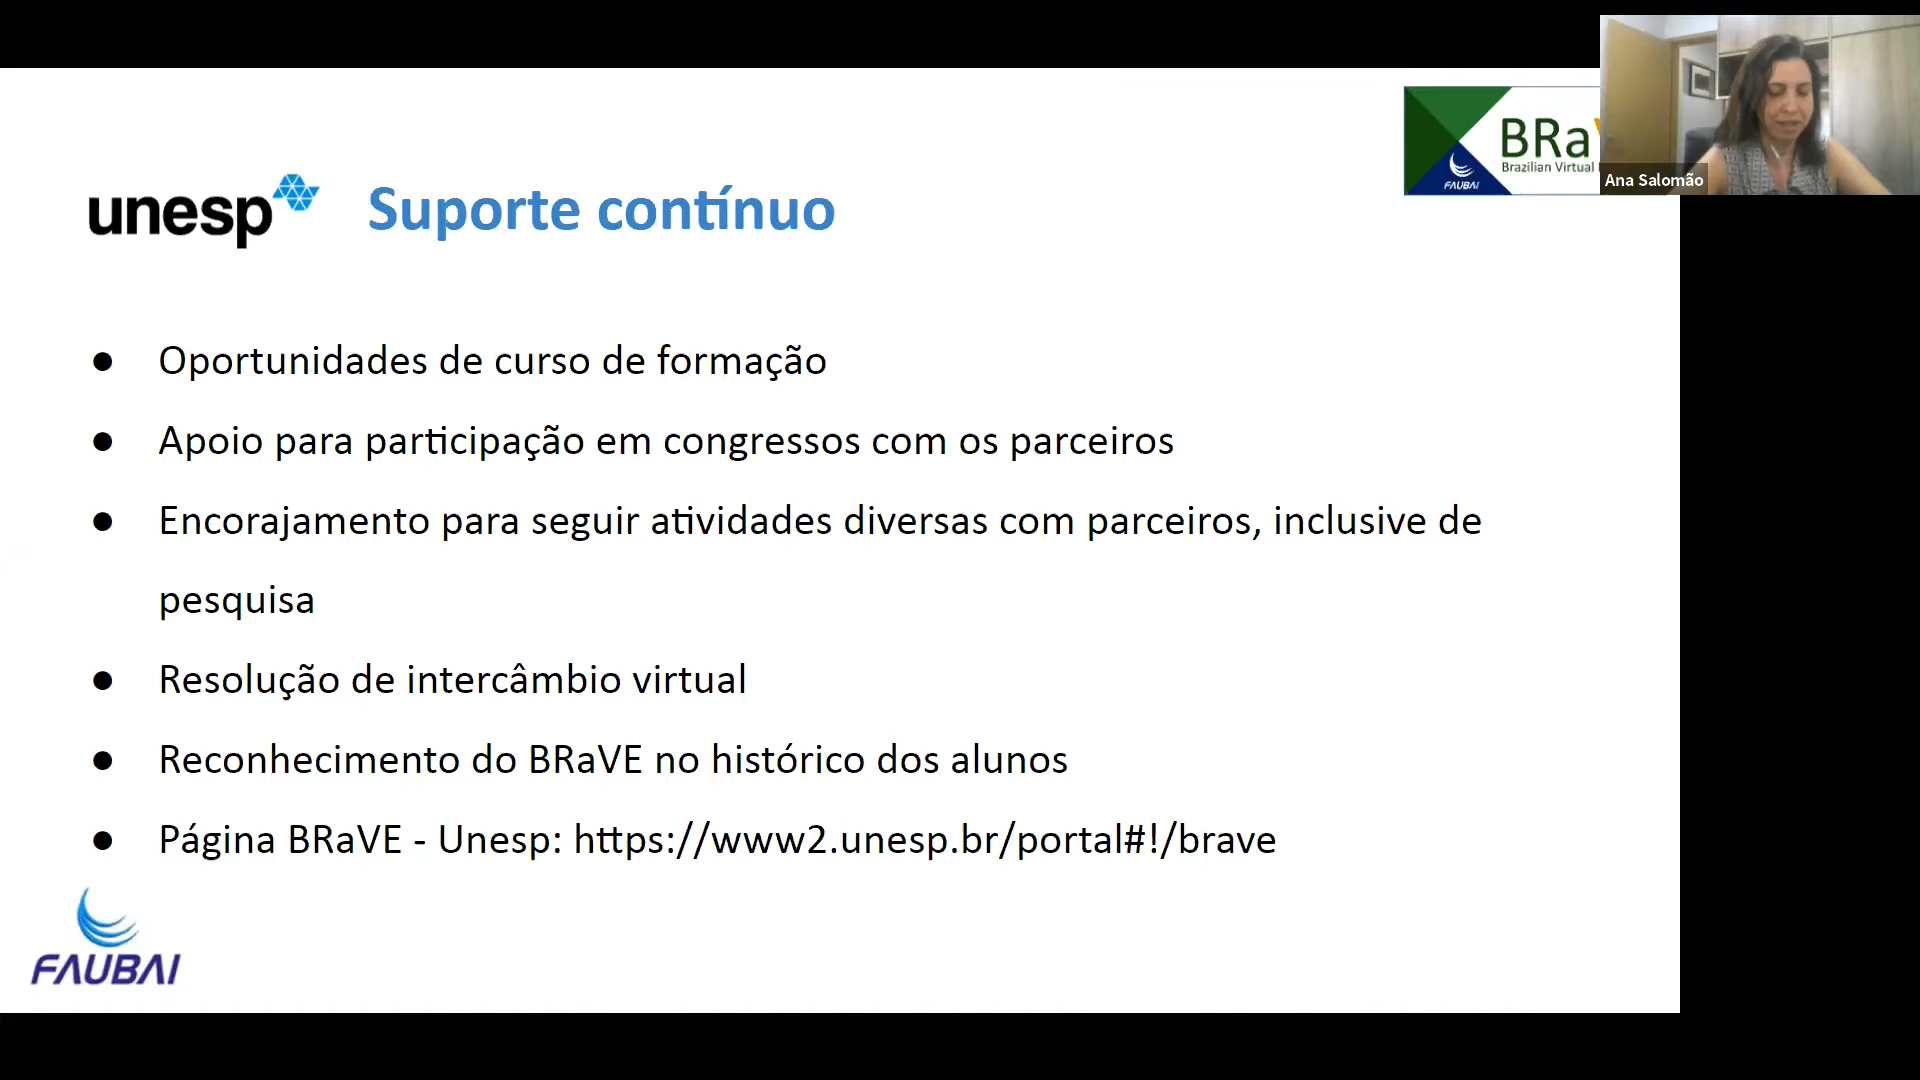 BRa
Brazilian Virtual
FAUBAI
Ana Salomão
unesp
Suporte contínuo
● Oportunidades de curso de formação
● Apoio para participação em congressos com os parceiros
● Encorajamento para seguir atividades diversas com parceiros, inclusive de
pesquisa
● Resolução de intercâmbio virtual
● Reconhecimento do BRaVE no histórico dos alunos
● Página BRaVE - Unesp: https://www2.unesp.br/portal#!/brave
FAUBAI